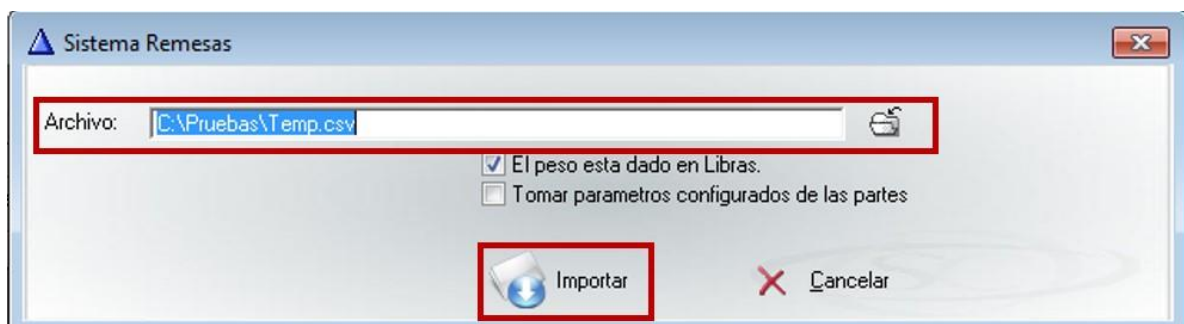 Sistema Remesas
Archivo: C:\Pruebas\Temp.csv
El peso esta dado en Libras.
Tomar parametros configurados de las partes
Importar Cancelar